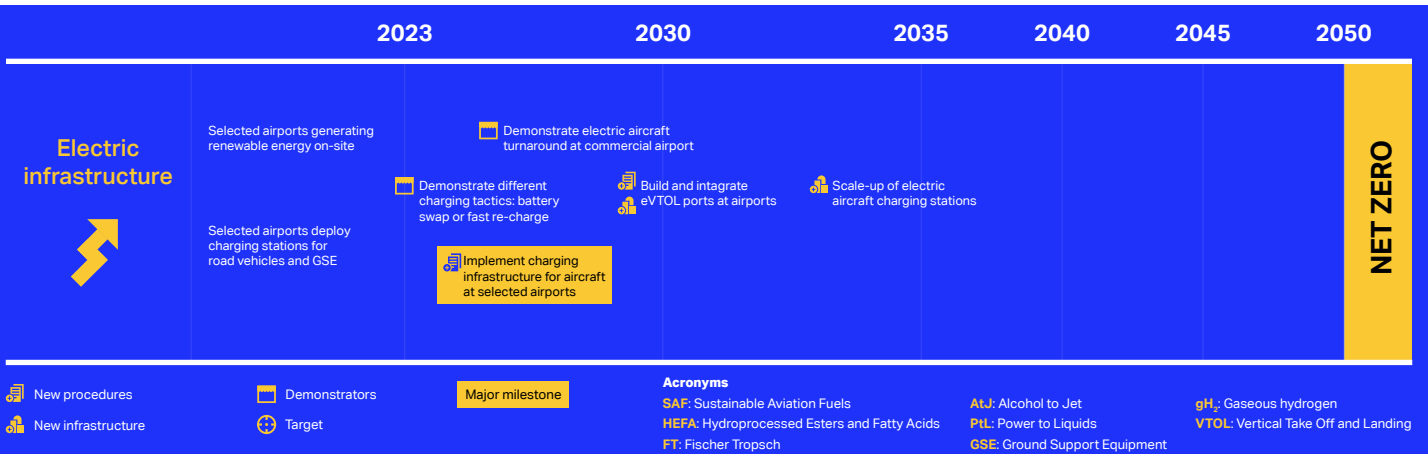 2023 2030 2035 2040 2045 2050
Electric
infrastructure
Selected airports generating
renewable energy on-site
Selected airports deploy
charging stations for
road vehicles and GSE
Demonstrate electric aircraft
turnaround at commercial airport
Demonstrate different
charging tactics: battery
swap or fast re-charge
Implement charging
infrastructure for aircraft
at selected airports
Build and intagrate
eVTOL ports at airports
Scale-up of electric
aircraft charging stations
NET ZERO
New procedures
New infrastructure
Demonstrators
Target
Major milestone
Acronyms
SAF: Sustainable Aviation Fuels
HEFA: Hydroprocessed Esters and Fatty Acids
FT: Fischer Tropsch
AtJ: Alcohol to Jet
PtL: Power to Liquids
GSE: Ground Support Equipment
gH₂: Gaseous hydrogen
VTOL: Vertical Take Off and Landing